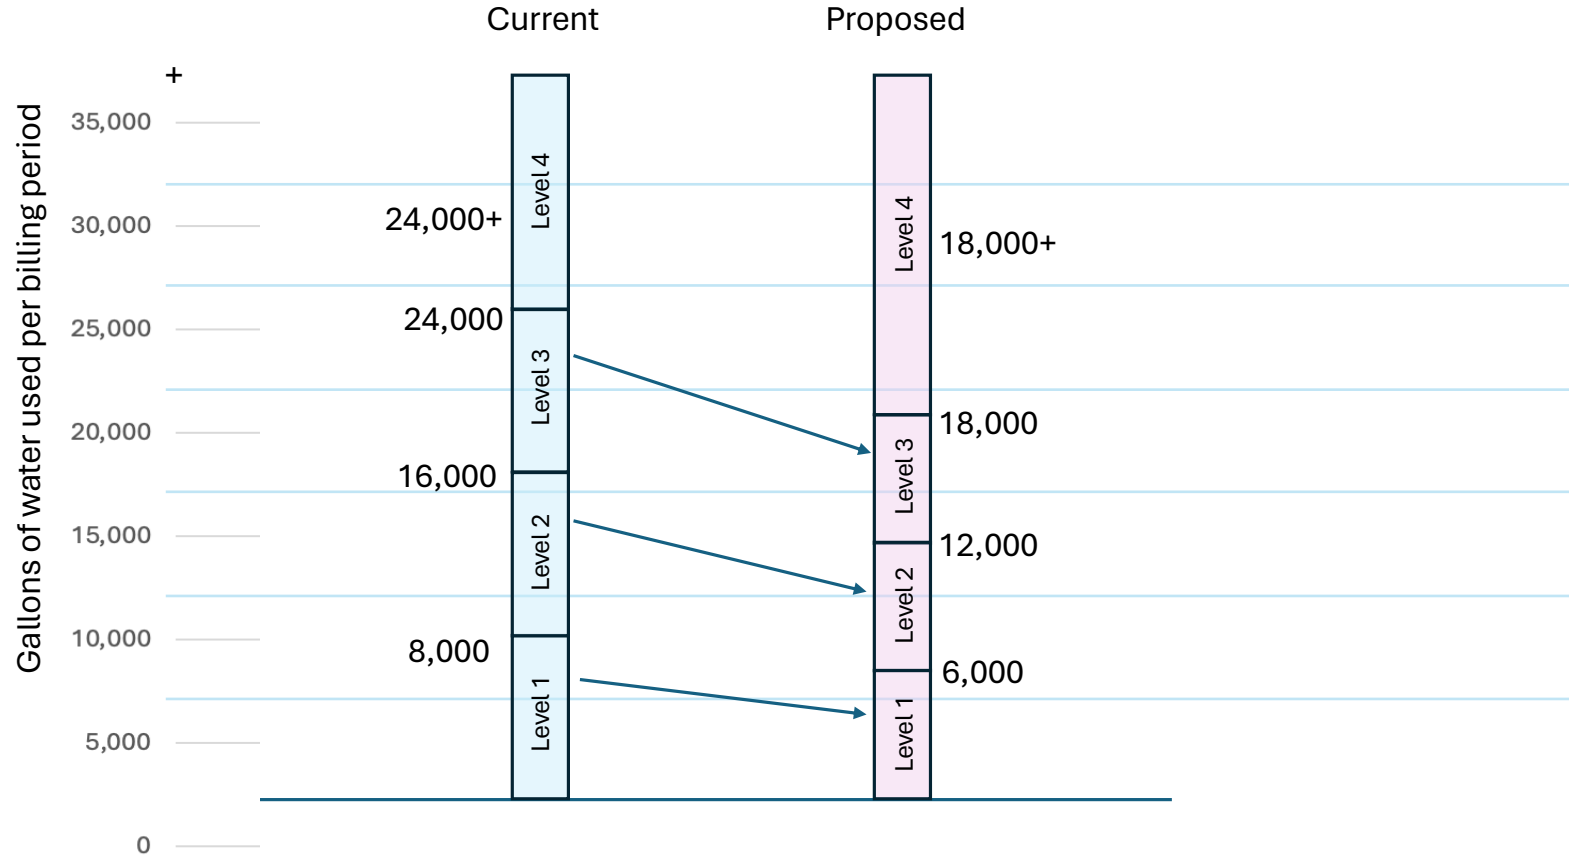 Current
Proposed
+
Gallons of water used per billing period
35,000
30,000
25,000
20,000
15,000
10,000
5,000
0
24,000+
24,000
16,000
8,000
Level 4
Level 3
Level 2
Level 1
Level 4
Level 3
Level 2
Level 1
18,000+
18,000
12,000
6,000